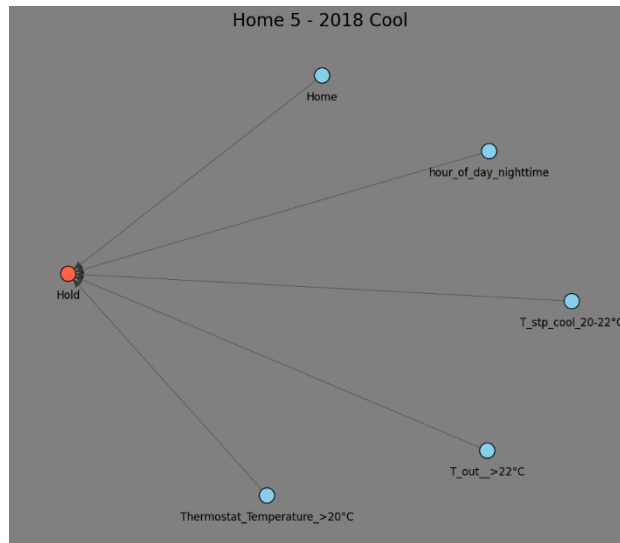 Home 5 - 2018 Cool
Home
hour_of_day_nighttime
Hold
T_stp_cool_20-22°C
T_out__>22°C
Thermostat_Temperature_>20°C